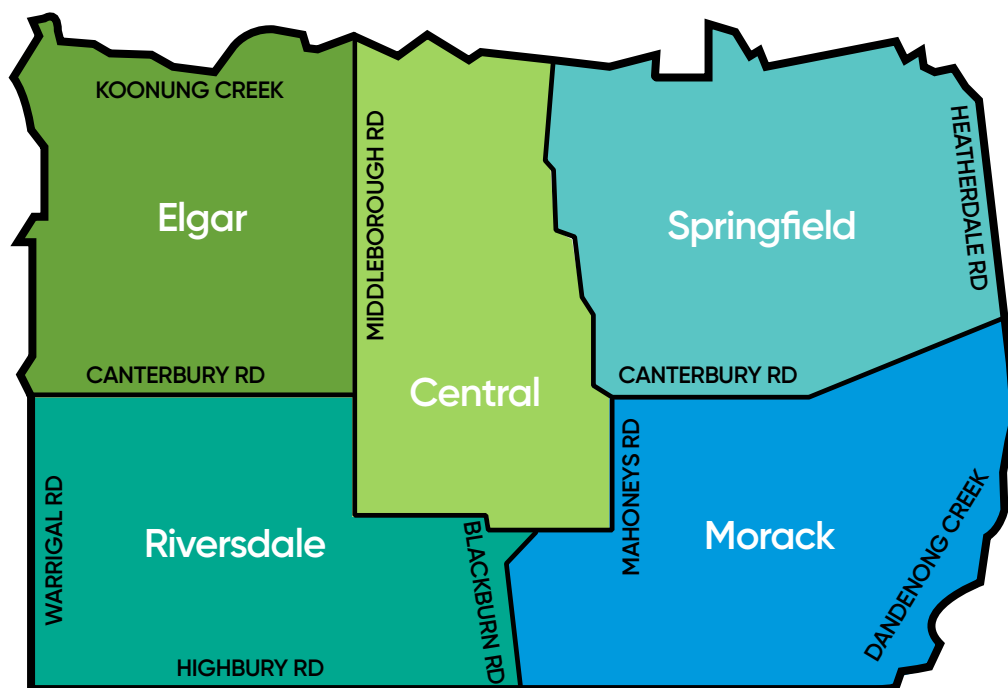 KOONUNG CREEK
MIDDLEBOROUGH RD
HEATHERDALE RD
Elgar
Springfield
CANTERBURY RD
Central
CANTERBURY RD
WARRIGAL RD
Riversdale
BLACKBURN RD
MAHONEYS RD
Morack
DANDENONG CREEK
HIGHBURY RD